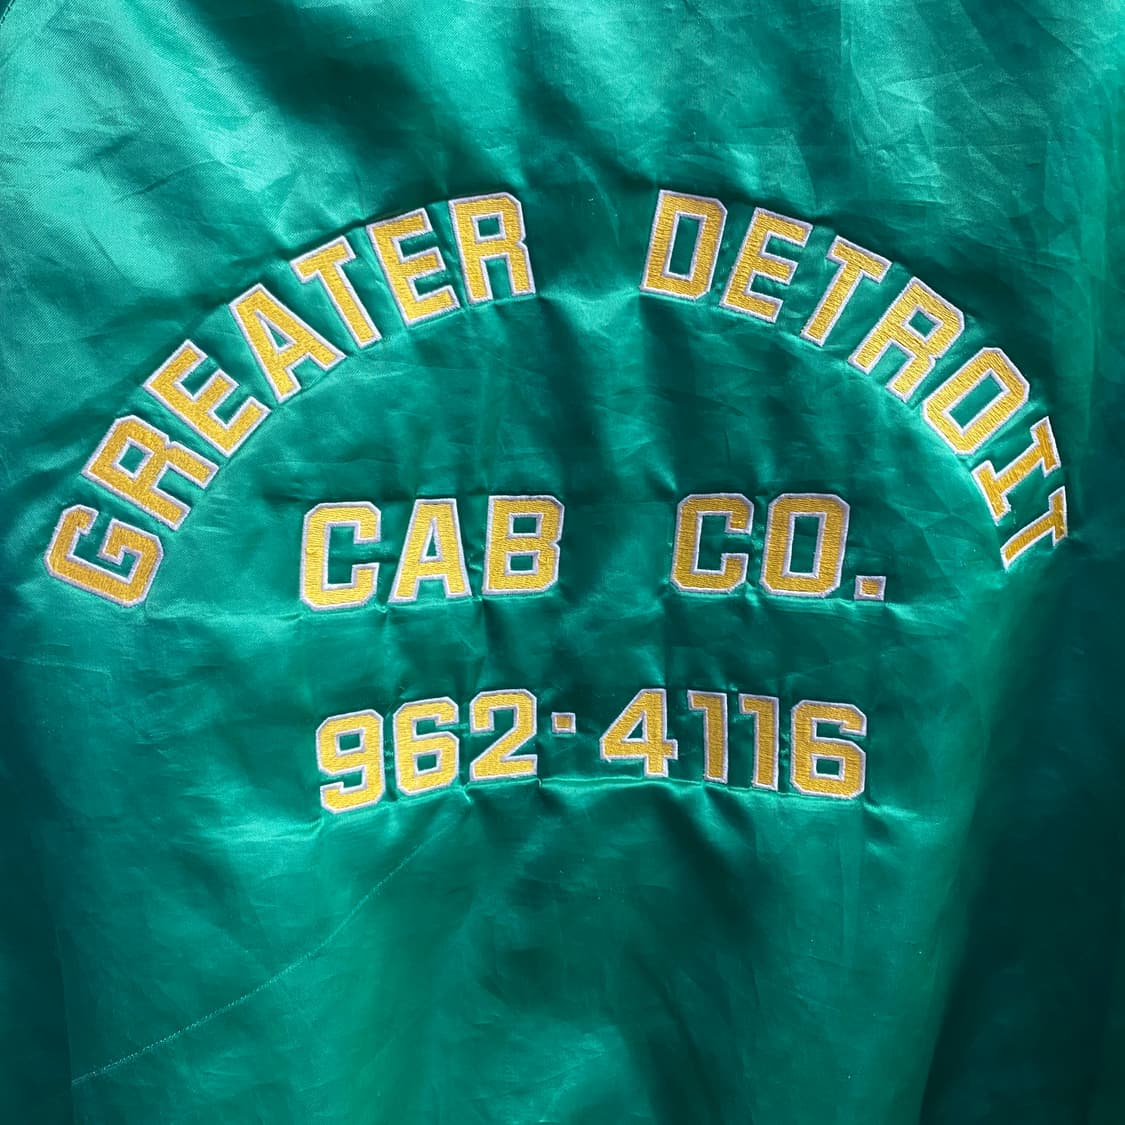 GREATER DETROIT
CAB CO.
962·4116